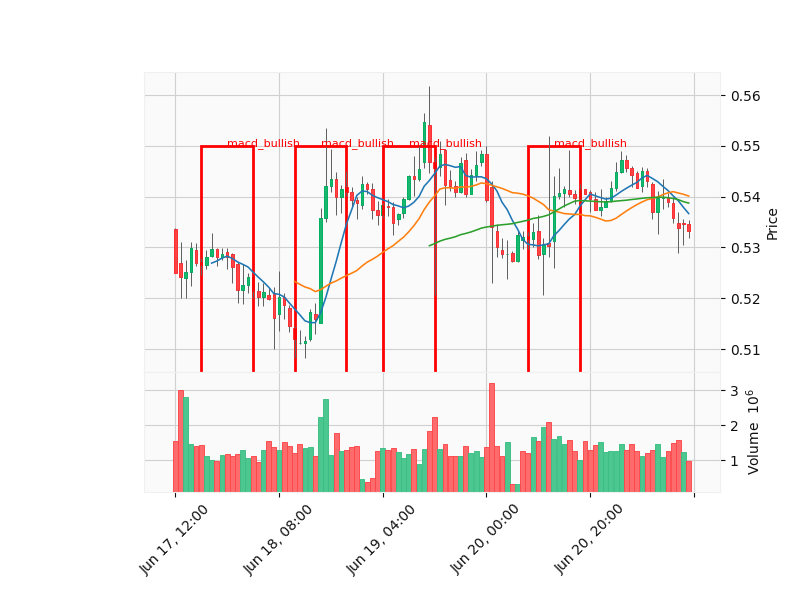 macd_bullish macd_bullish macd_bullish macd_bullish
0.56
0.55
0.54
0.53
0.52
0.51
Price
3
2
1
Volume 10⁶
Jun 17, 12:00
Jun 18, 08:00
Jun 19, 04:00
Jun 20, 00:00
Jun 20, 20:00